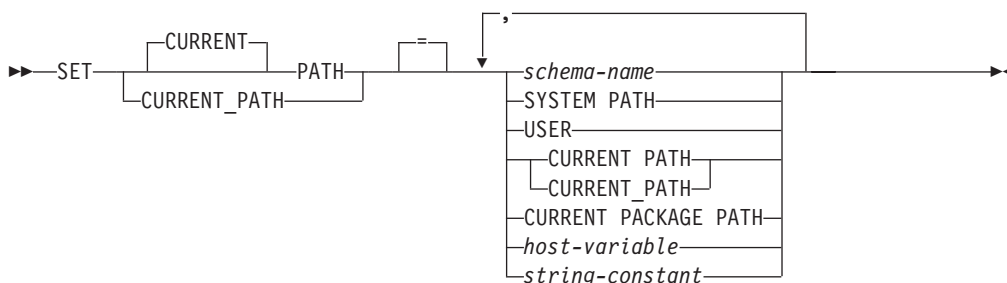 ,
CURRENT =
SET PATH schema-name
CURRENT_PATH SYSTEM PATH
USER
CURRENT PATH
CURRENT_PATH
CURRENT PACKAGE PATH
host-variable
string-constant